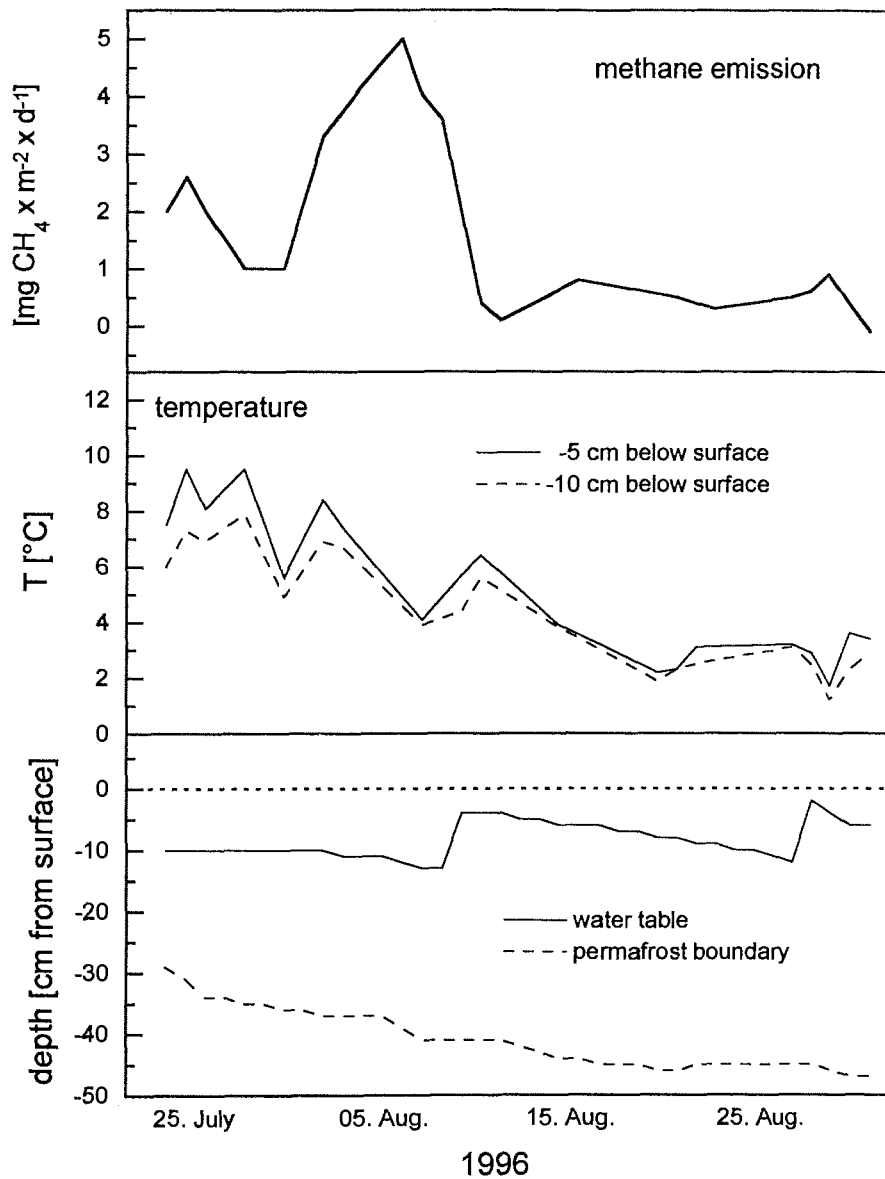 methane emission
[mg CH4 x m-2 x d-1]
5
4
3
2
1
0
temperature
-5 cm below surface
-10 cm below surface
T [°C]
12
10
8
6
4
2
0
depth [cm from surface]
0
-10
-20
-30
-40
-50
water table
permafrost boundary
25. July
05. Aug.
15. Aug.
25. Aug.
1996